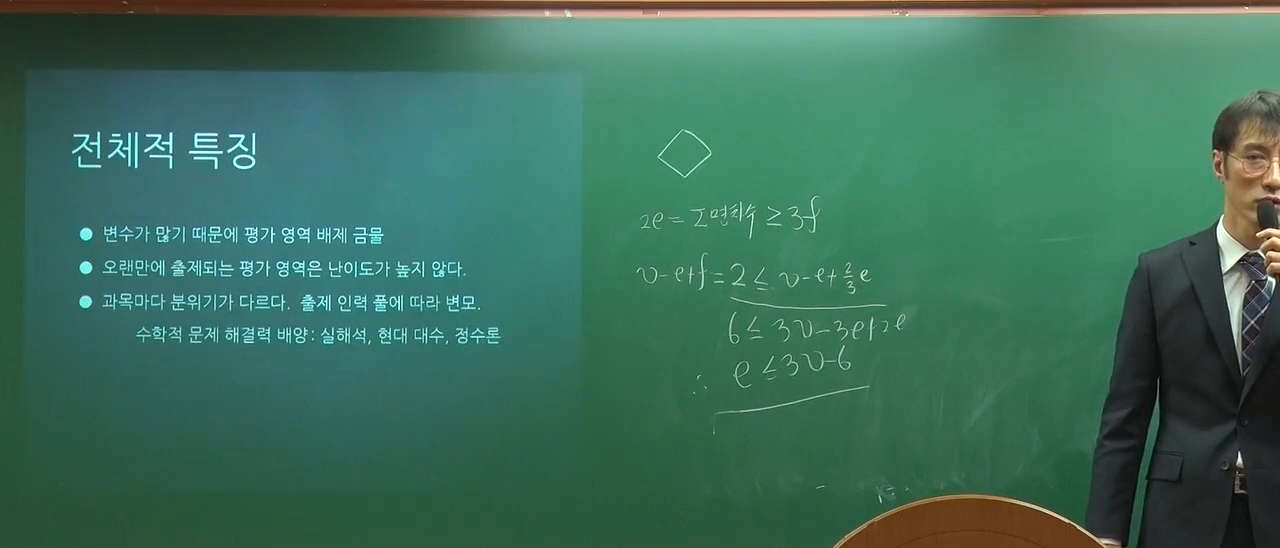 전체적 특징
● 변수가 많기 때문에 평가 영역 배제 금물
● 오랜만에 출제되는 평가 영역은 난이도가 높지 않다.
● 과목마다 분위기가 다르다. 출제 인력 풀에 따라 변모.
수학적 문제 해결력 배양 : 실해석, 현대 대수, 정수론
2e = Σ면차수 ≥ 3f
v-e+f = 2 ≤ v-e+⅔e
6 ≤ 3v-3e+2e
∴ e ≤ 3v-6